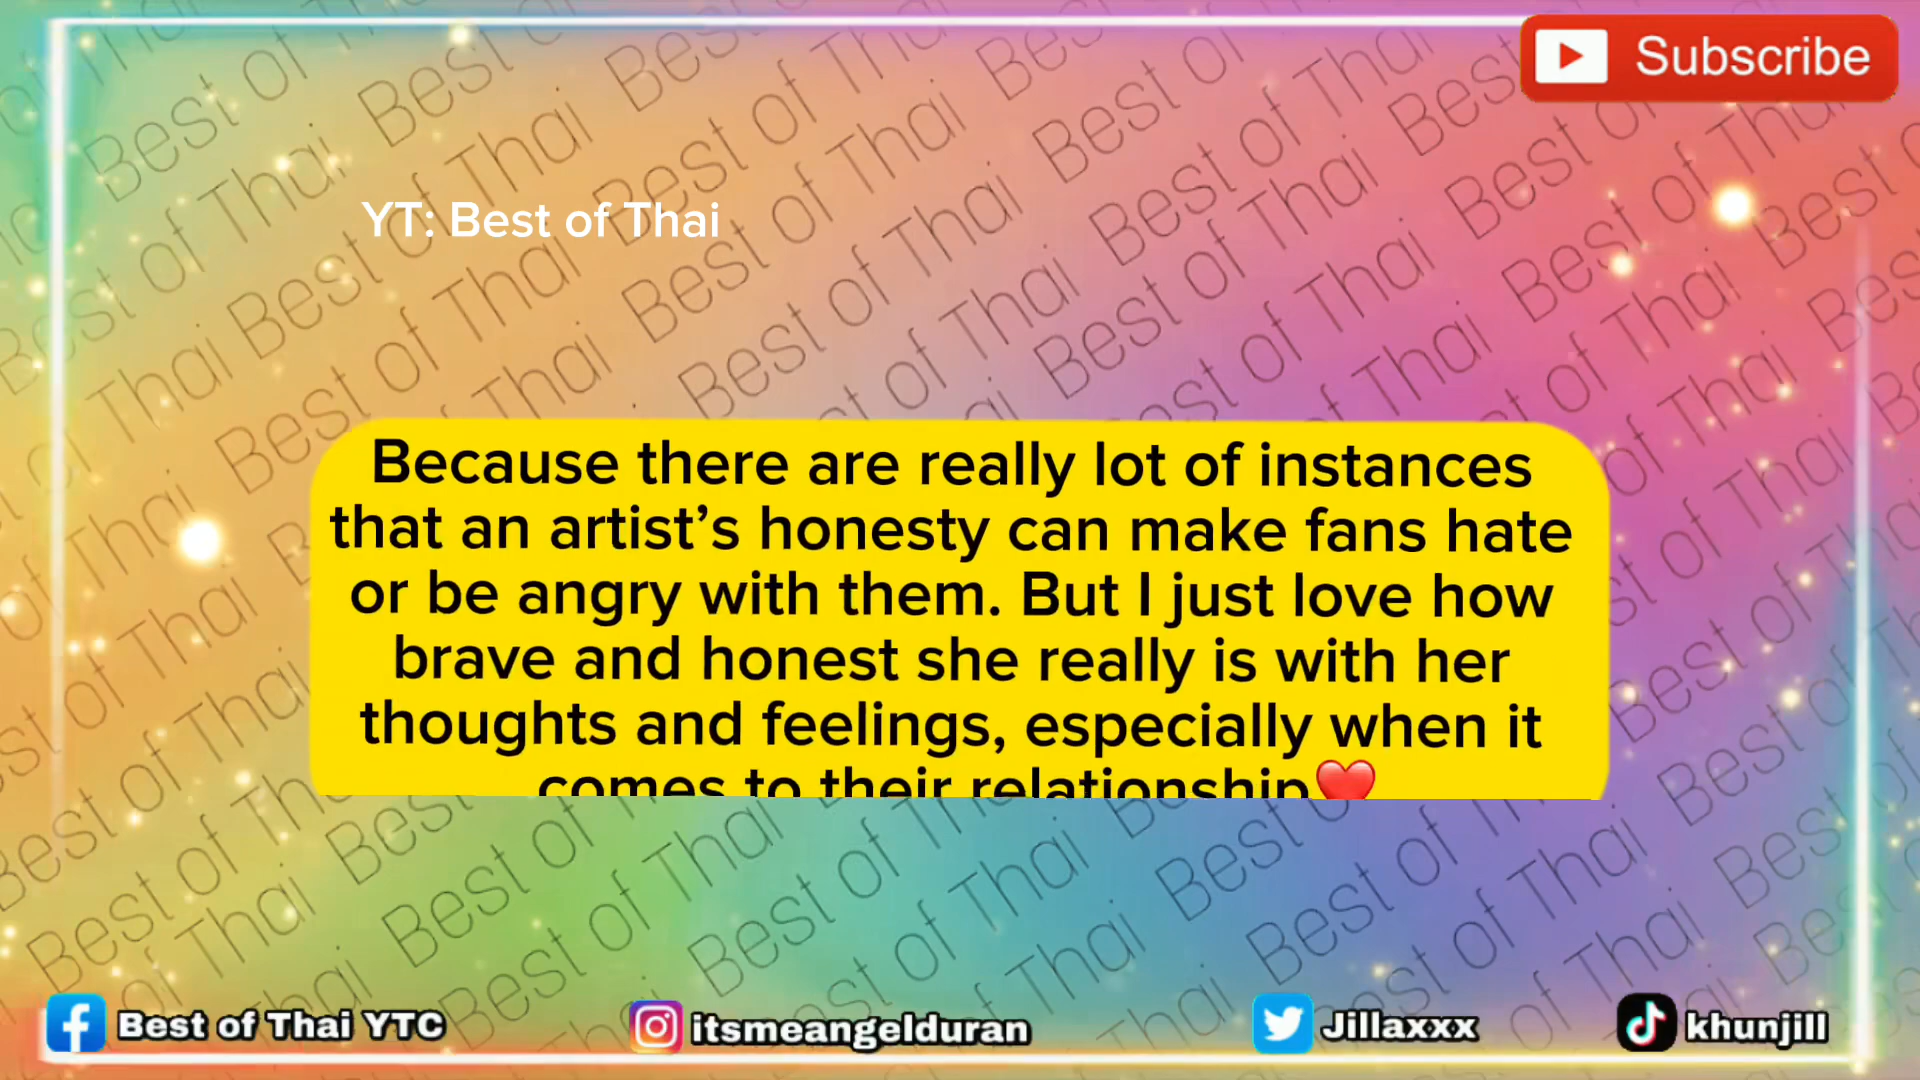 Subscribe
YT: Best of Thai
Because there are really lot of instances
that an artist’s honesty can make fans hate
or be angry with them. But I just love how
brave and honest she really is with her
thoughts and feelings, especially when it
comes to their relationship❤️
Best of Thai YTC
itsmeangelduran
Jillaxxx
khunjill